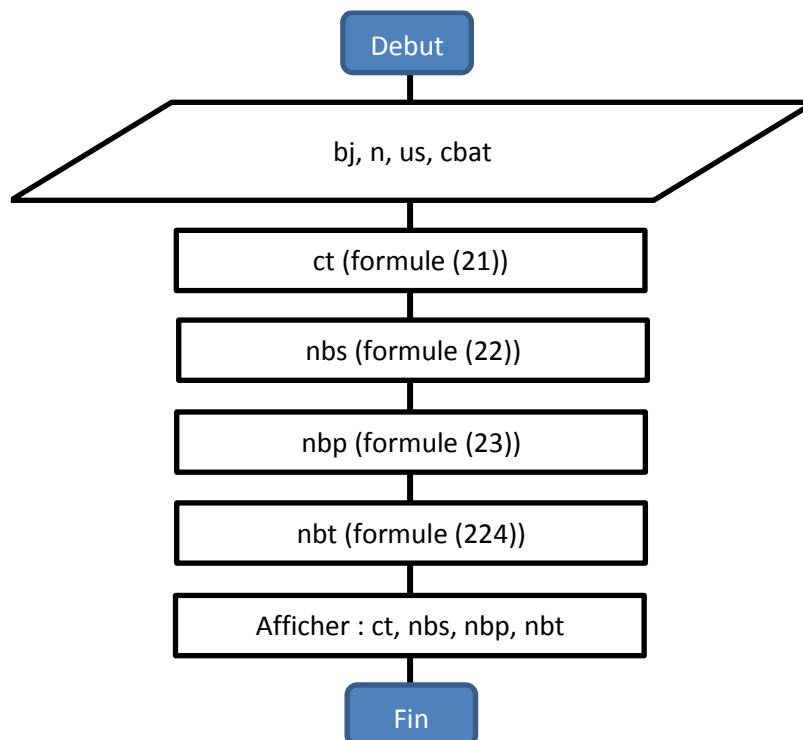 Debut
bj, n, us, cbat
ct (formule (21))
nbs (formule (22))
nbp (formule (23))
nbt (formule (224))
Afficher : ct, nbs, nbp, nbt
Fin